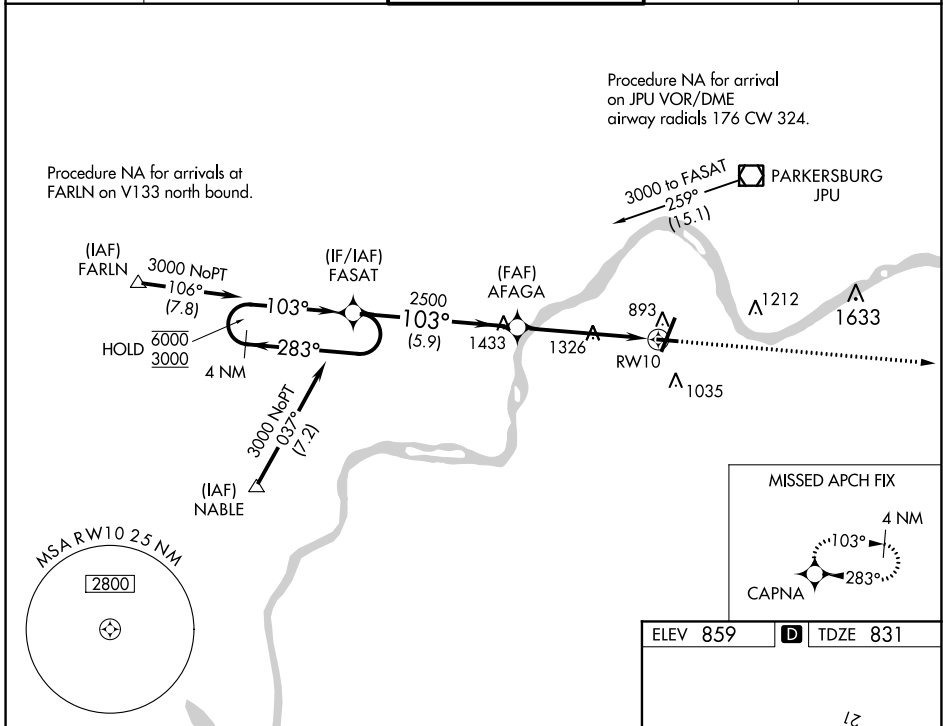 Procedure NA for arrival
on JPU VOR/DME
airway radials 176 CW 324.
Procedure NA for arrivals at
FARLN on V133 north bound.
3000 to FASAT
259°
(15.1)
PARKERSBURG
JPU
(IAF)
FARLN
3000 NoPT
106°
(7.8)
(IF/IAF)
FASAT
103°
283°
HOLD
6000
3000
4 NM
2500
103°
(5.9)
(FAF)
AFAGA
1433
1326
893
RW10
1212
1633
1035
3000 NoPT
037°
(7.2)
(IAF)
NABLE
MISSED APCH FIX
4 NM
103°
283°
CAPNA
MSA RW10 25 NM
2800
ELEV 859
D
TDZE 831
21